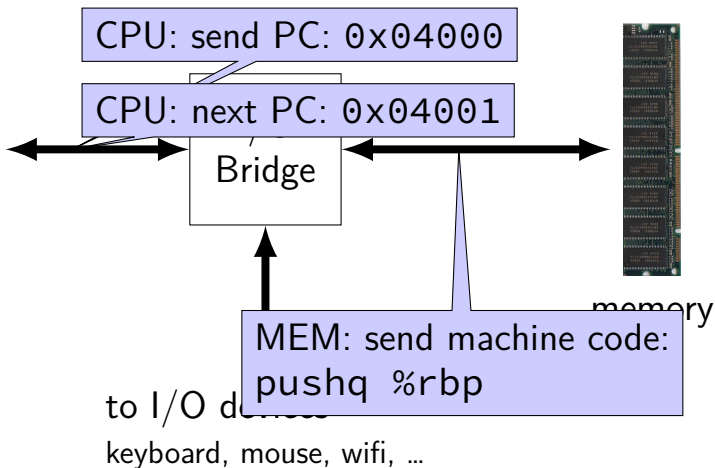 CPU: send PC: 0x04000
CPU: next PC: 0x04001
Bridge
memory
MEM: send machine code:
pushq %rbp
to I/O devices
keyboard, mouse, wifi, …